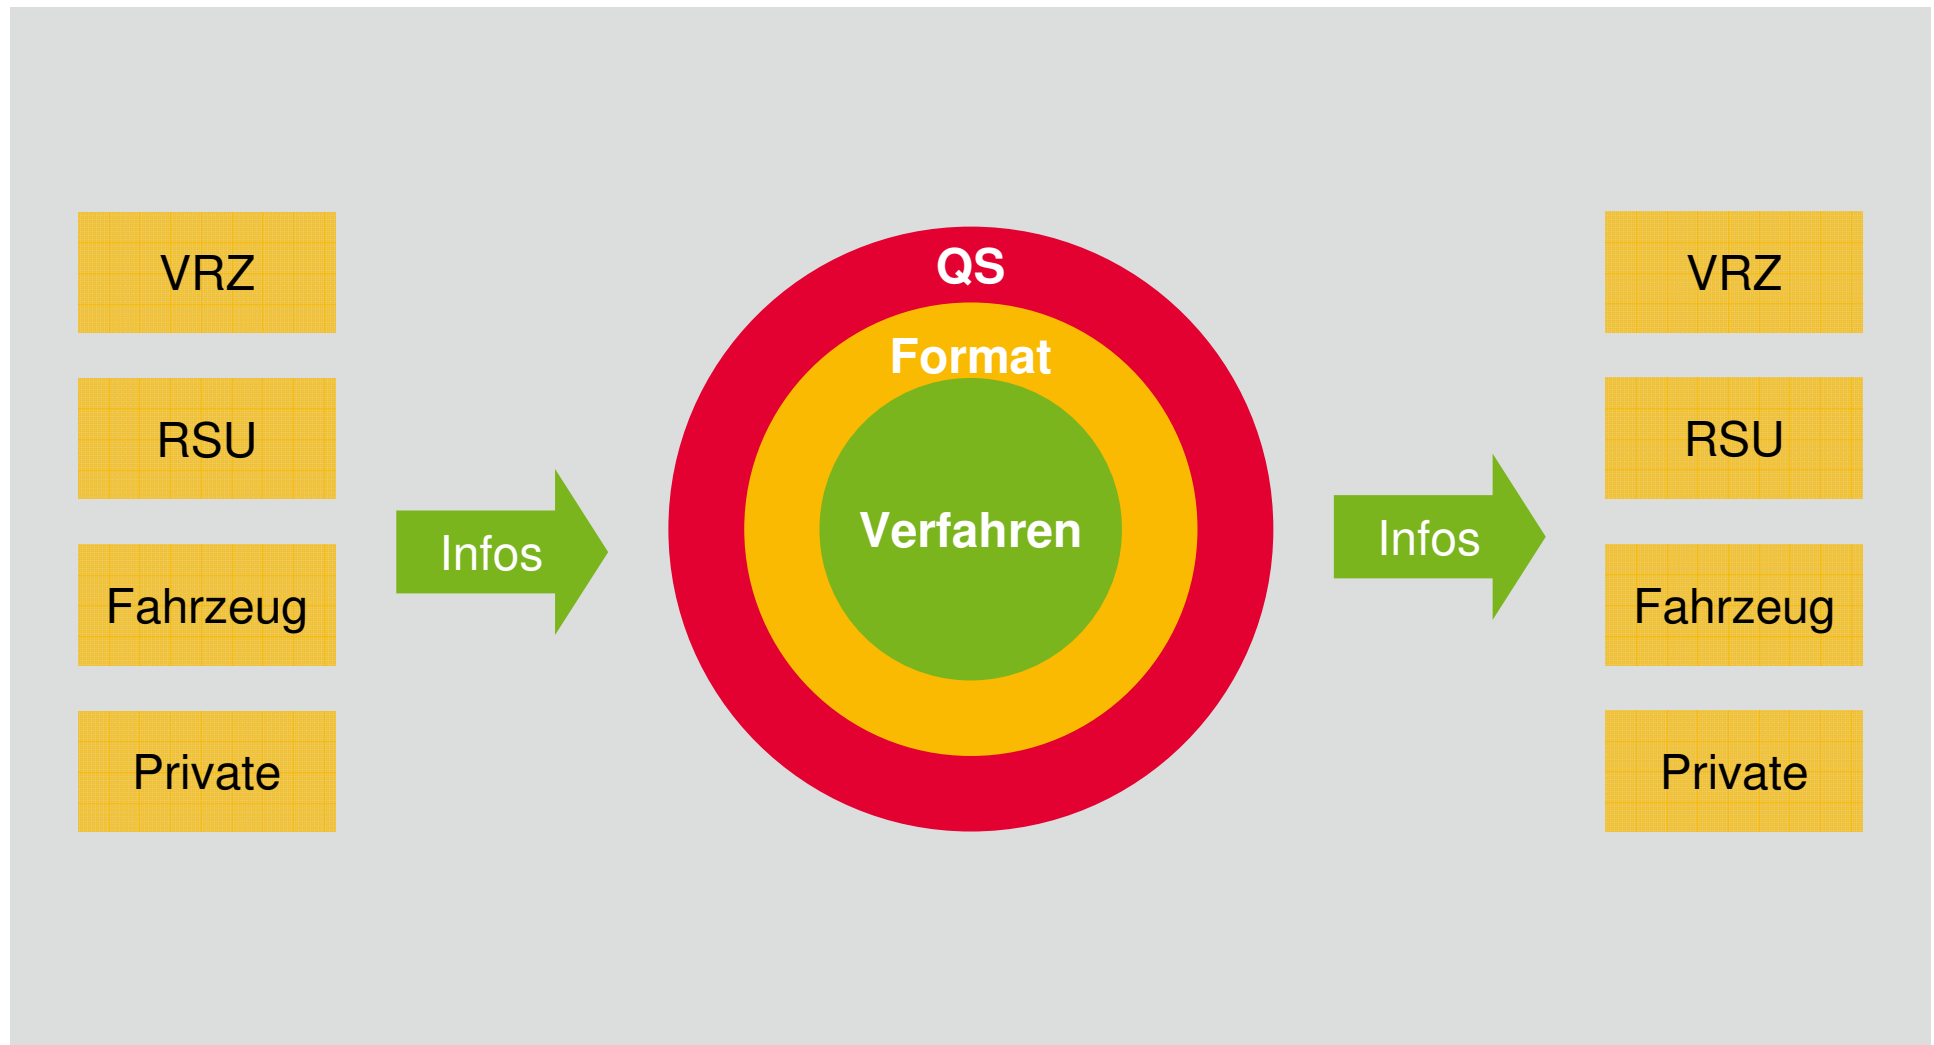 VRZ
RSU
Fahrzeug
Private
Infos
QS
Format
Verfahren
Infos
VRZ
RSU
Fahrzeug
Private